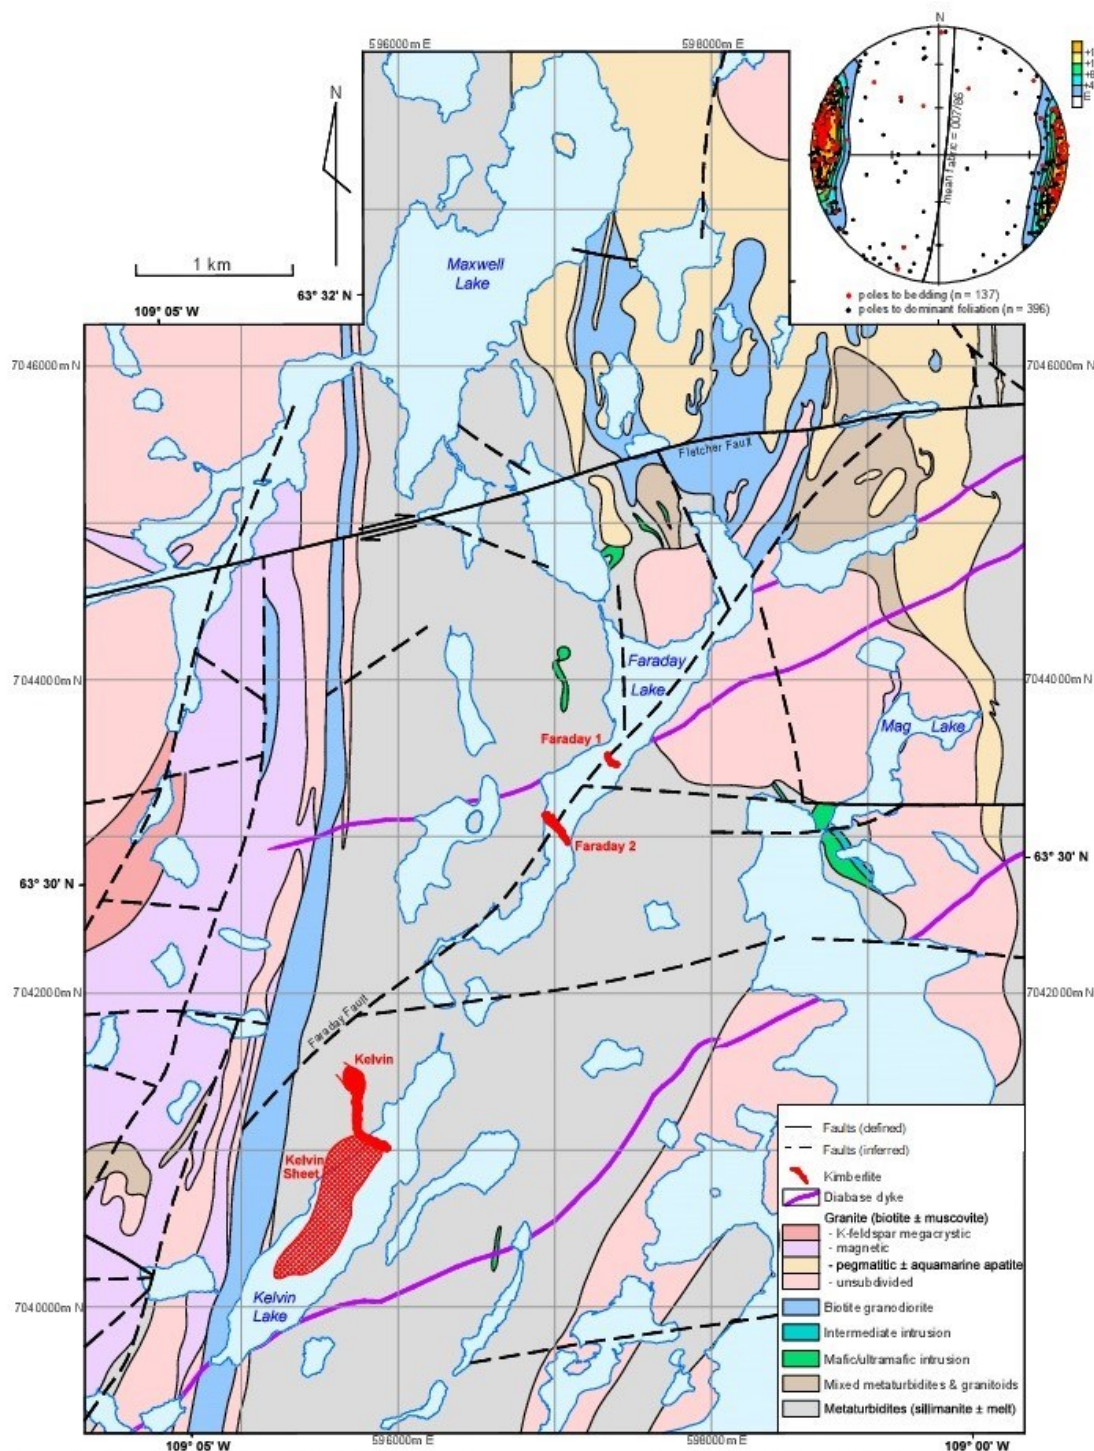 596000m E
598000m E
N
N
mean fabric = 007/86
1 km
Maxwell
Lake
63° 32' N
109° 05' W
poles to bedding (n = 137)
poles to dominant foliation (n = 396)
7046000m N
7046000m N
Fletcher Fault
Faraday
Lake
7044000m N
7044000m N
Mag Lake
Faraday 1
Faraday 2
63° 30' N
63° 30' N
7042000m N
7042000m N
Faraday Fault
Kelvin
Kelvin
Sheet
Kelvin
Lake
7040000m N
Faults (defined)
Faults (inferred)
Kimberlite
Diabase dyke
Granite (biotite ± muscovite)
- K-feldspar megacrystic
- magnetic
- pegmatitic ± aquamarine apatite
- unsubdivided
Biotite granodiorite
Intermediate intrusion
Mafic/ultramafic intrusion
Mixed metaturbidites & granitoids
Metaturbidites (sillimanite ± melt)
109° 05' W
596000m E
598000m E
109° 00' W